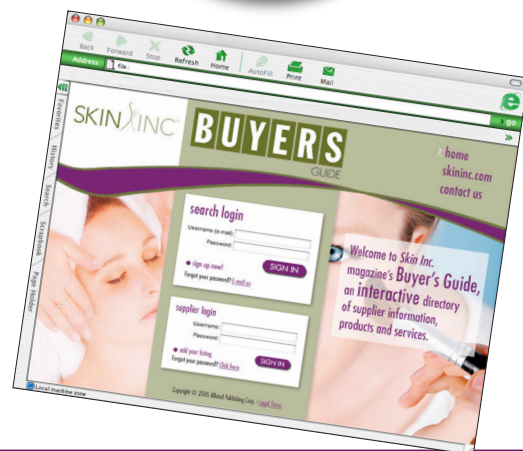 Back Forward Stop Refresh Home AutoFill Print Mail
Address file: go
Favorites
History
Search
Scrapbook
Page Holder
SKIN INC BUYERS
GUIDE
home
skininc.com
contact us
search login
Username (e-mail):
Password:
sign up now! SIGN IN
Forgot your password? E-mail us
supplier login
Username:
Password:
add your listing SIGN IN
Forgot your password? Click here
Welcome to Skin Inc.
magazine's Buyer's Guide,
an interactive directory
of supplier information,
products and services.
Copyright © 2005 Allured Publishing Corp. / Legal Terms
Local machine zone